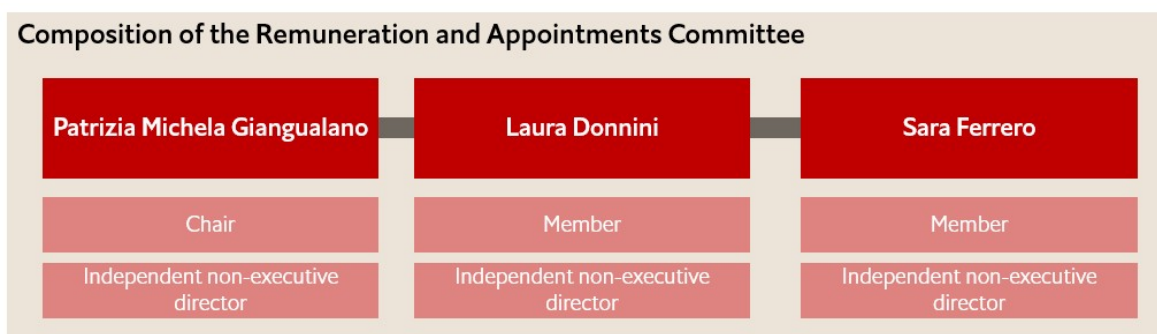 Composition of the Remuneration and Appointments Committee
Patrizia Michela Giangualano
Laura Donnini
Sara Ferrero
Chair
Member
Member
Independent non-executive
director
Independent non-executive
director
Independent non-executive
director